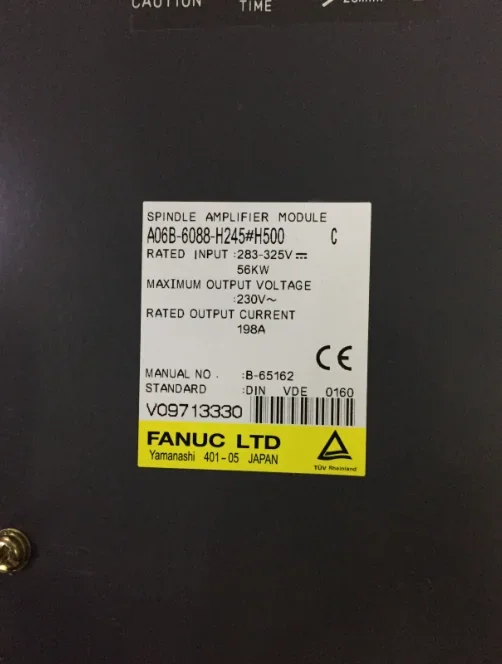 CAUTION
TIME
SPINDLE AMPLIFIER MODULE
A06B-6088-H245#H500 C
RATED INPUT :283-325V⎓
56KW
MAXIMUM OUTPUT VOLTAGE
:230V~
RATED OUTPUT CURRENT
198A
CE
MANUAL NO. :B-65162
STANDARD :DIN VDE 0160
V09713330
FANUC LTD
Yamanashi 401-05 JAPAN
TÜV Rheinland